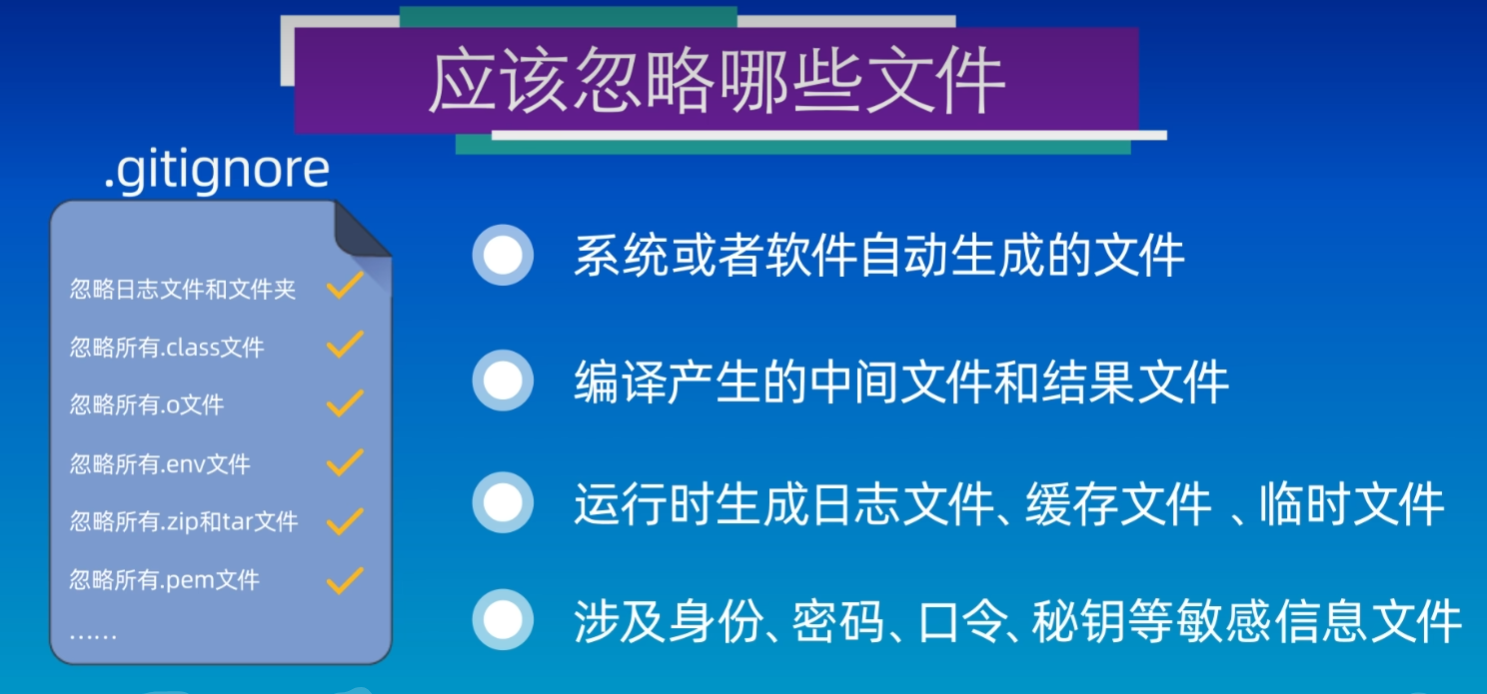 应该忽略哪些文件
.gitignore
忽略日志文件和文件夹
忽略所有.class文件
忽略所有.o文件
忽略所有.env文件
忽略所有.zip和tar文件
忽略所有.pem文件
......
系统或者软件自动生成的文件
编译产生的中间文件和结果文件
运行时生成日志文件、缓存文件 、临时文件
涉及身份、密码、口令、秘钥等敏感信息文件